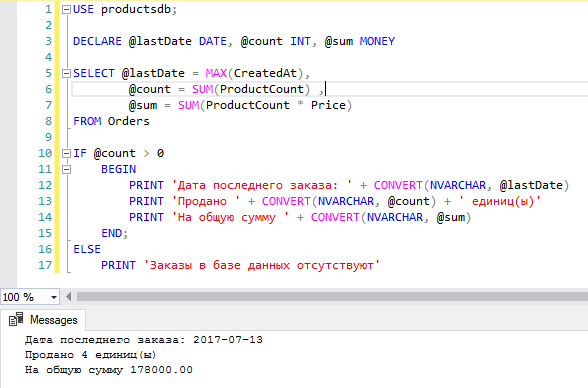 1 USE productsdb;
2
3 DECLARE @lastDate DATE, @count INT, @sum MONEY
4
5 SELECT @lastDate = MAX(CreatedAt),
6 @count = SUM(ProductCount) ,
7 @sum = SUM(ProductCount * Price)
8 FROM Orders
9
10 IF @count > 0
11 BEGIN
12 PRINT 'Дата последнего заказа: ' + CONVERT(NVARCHAR, @lastDate)
13 PRINT 'Продано ' + CONVERT(NVARCHAR, @count) + ' единиц(ы)'
14 PRINT 'На общую сумму ' + CONVERT(NVARCHAR, @sum)
15 END;
16 ELSE
17 PRINT 'Заказы в базе данных отсутствуют'
100 %
Messages
Дата последнего заказа: 2017-07-13
Продано 4 единиц(ы)
На общую сумму 178000.00